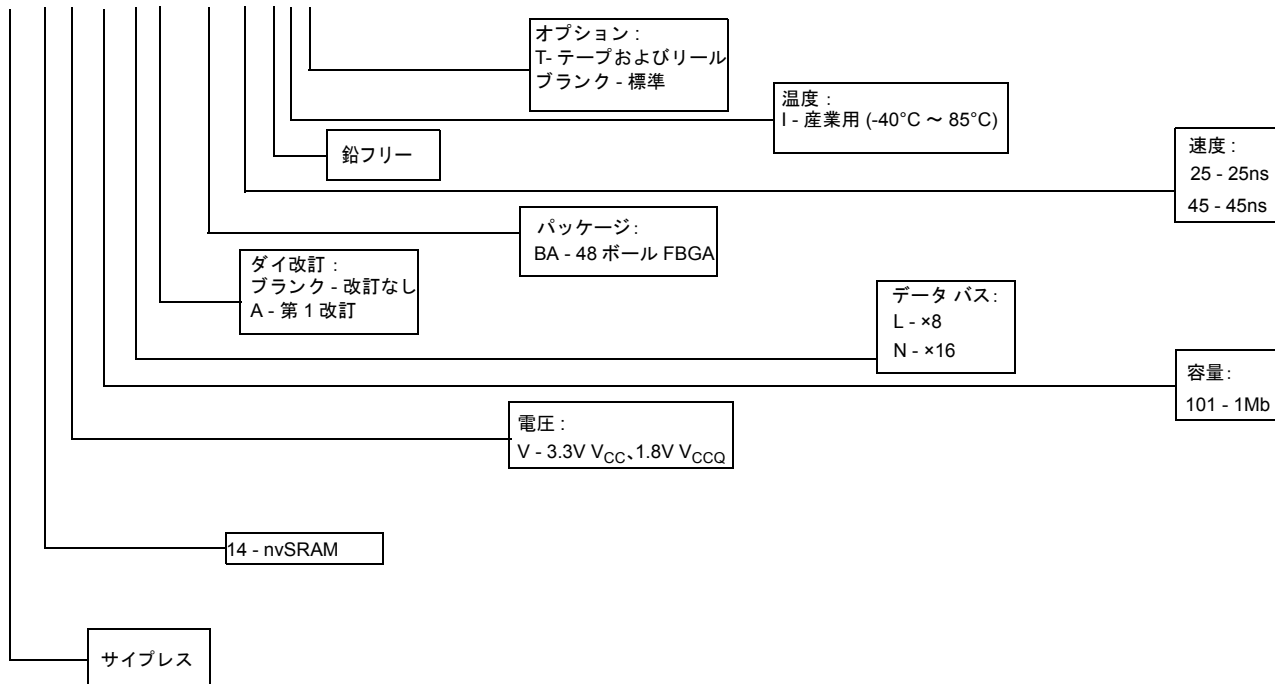 オプション :
T- テープおよびリール
ブランク - 標準
温度 :
I - 産業用 (-40°C ～ 85°C)
鉛フリー
速度 :
25 - 25ns
45 - 45ns
パッケージ :
BA - 48 ボール FBGA
ダイ改訂 :
ブランク - 改訂なし
A - 第 1 改訂
データ バス :
L - ×8
N - ×16
容量 :
101 - 1Mb
電圧 :
V - 3.3V VCC、1.8V VCCQ
14 - nvSRAM
サイプレス